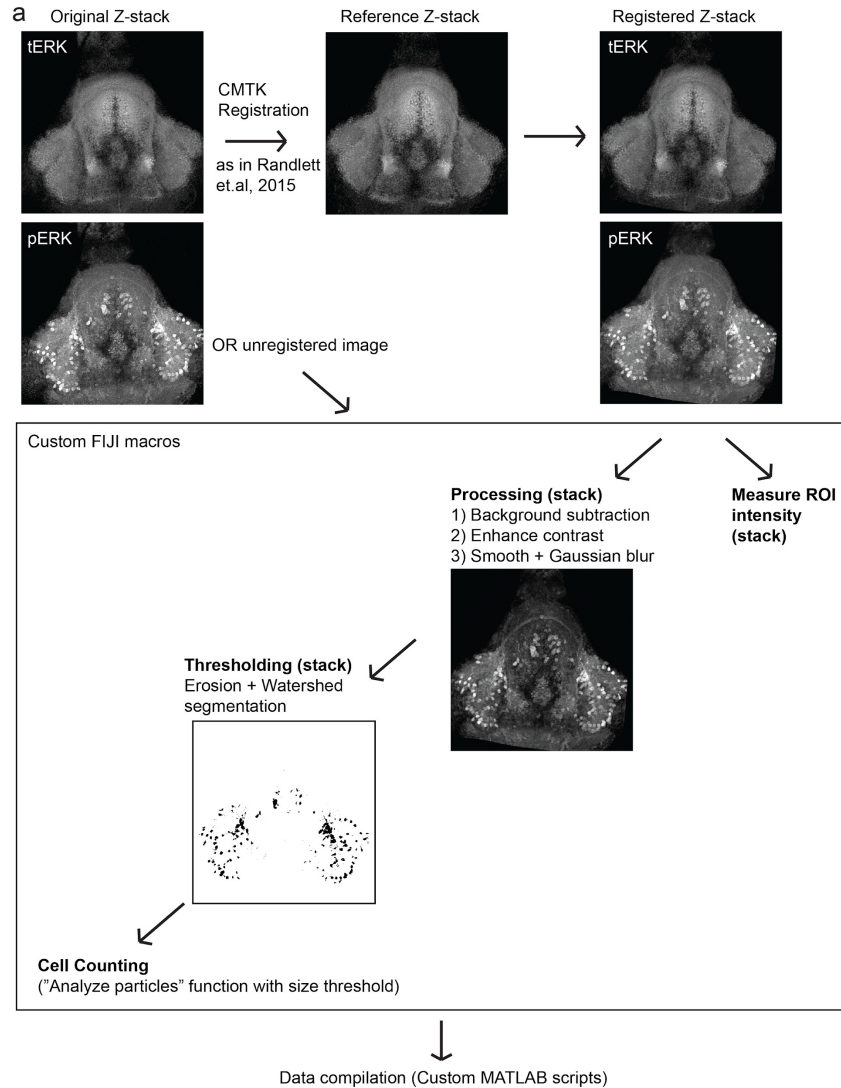 a
Original Z-stack
Reference Z-stack
Registered Z-stack
tERK
CMTK
Registration
as in Randlett
et.al, 2015
tERK
pERK
pERK
OR unregistered image
Custom FIJI macros
Processing (stack)
1) Background subtraction
2) Enhance contrast
3) Smooth + Gaussian blur
Measure ROI
intensity
(stack)
Thresholding (stack)
Erosion + Watershed
segmentation
Cell Counting
(”Analyze particles” function with size threshold)
Data compilation (Custom MATLAB scripts)